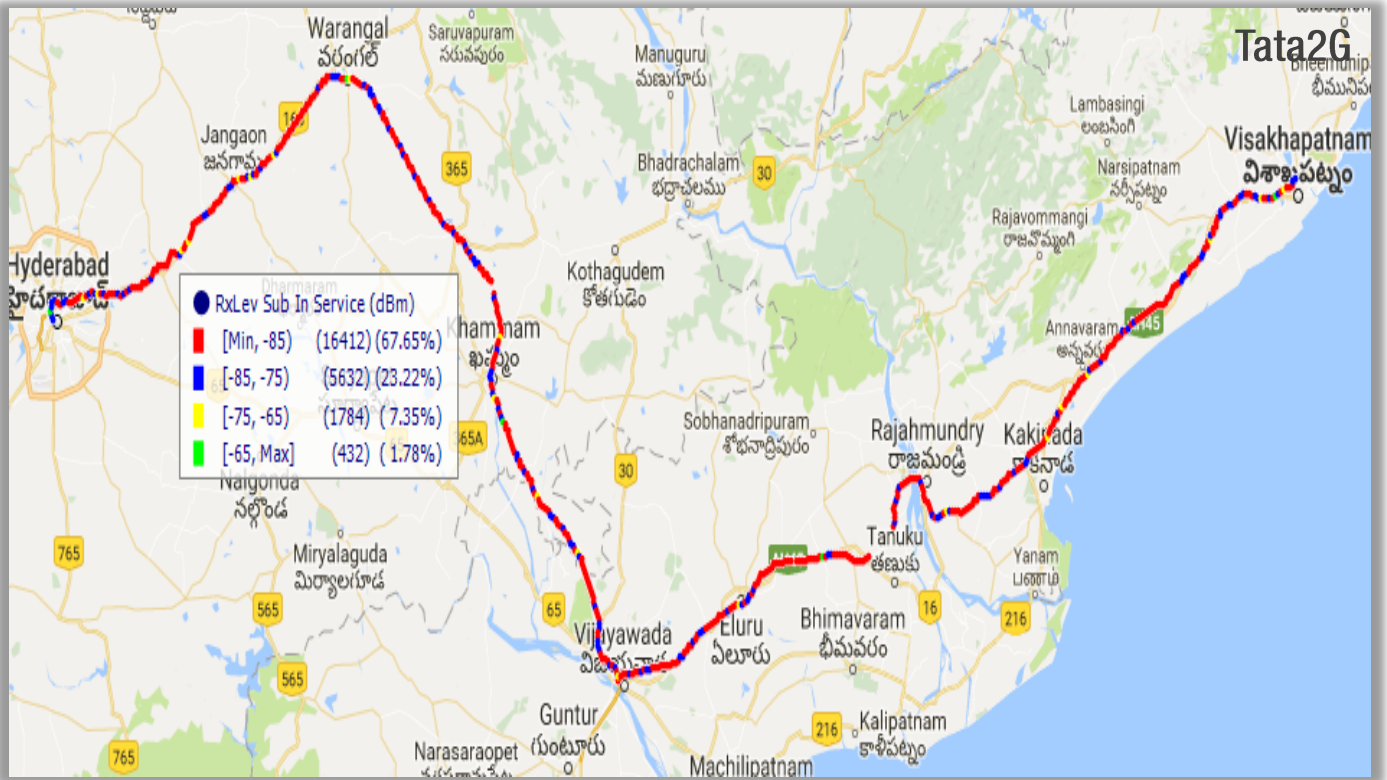 Tata2G
Warangal
వరంగల్
Saruvapuram
సరువపురం
Manuguru
మణుగూరు
Lambasingi
లంబసింగి
భీమునిప
Jangaon
జనగామ
365
Bhadrachalam
భద్రాచలము
30
Narsipatnam
నర్సీపట్నం
Visakhapatnam
విశాఖపట్నం
Rajavommangi
రాజవొమ్మంగి
Hyderabad
Kothagudem
కోతగుడెం
RxLev Sub In Service (dBm)
[Min, -85) (16412) (67.65%)
[-85, -75) (5632) (23.22%)
[-75, -65) (1784) ( 7.35%)
[-65, Max] (432) ( 1.78%)
Khammam
Annavaram
365A
Sobhanadripuram
శోభనాద్రిపురం
Rajahmundry
రాజమండ్రి
Kakinada
30
Nalgonda
నల్గొండ
765
Miryalaguda
మిర్యాలగూడ
Tanuku
తణుకు
Yanam
565
65
16
216
Vijayawada
Eluru
ఏలూరు
Bhimavaram
భీమవరం
565
Guntur
గుంటూరు
216
Kalipatnam
కాళీపట్నం
765
Narasaraopet
Machilipatnam